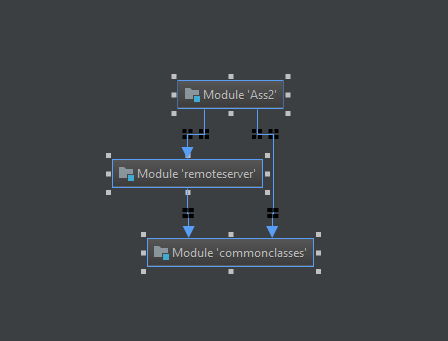 Module 'Ass2'
Module 'remoteserver'
Module 'commonclasses'